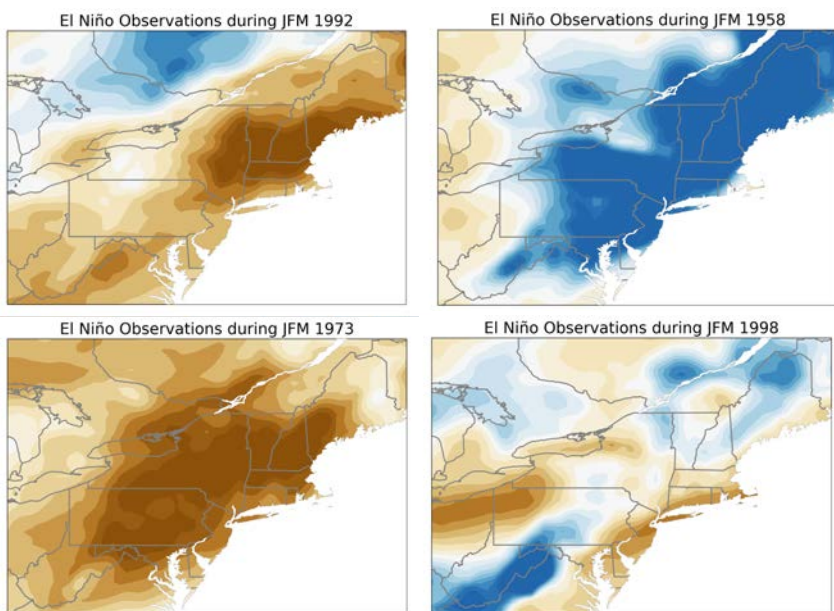 El Niño Observations during JFM 1992
El Niño Observations during JFM 1958
El Niño Observations during JFM 1973
El Niño Observations during JFM 1998